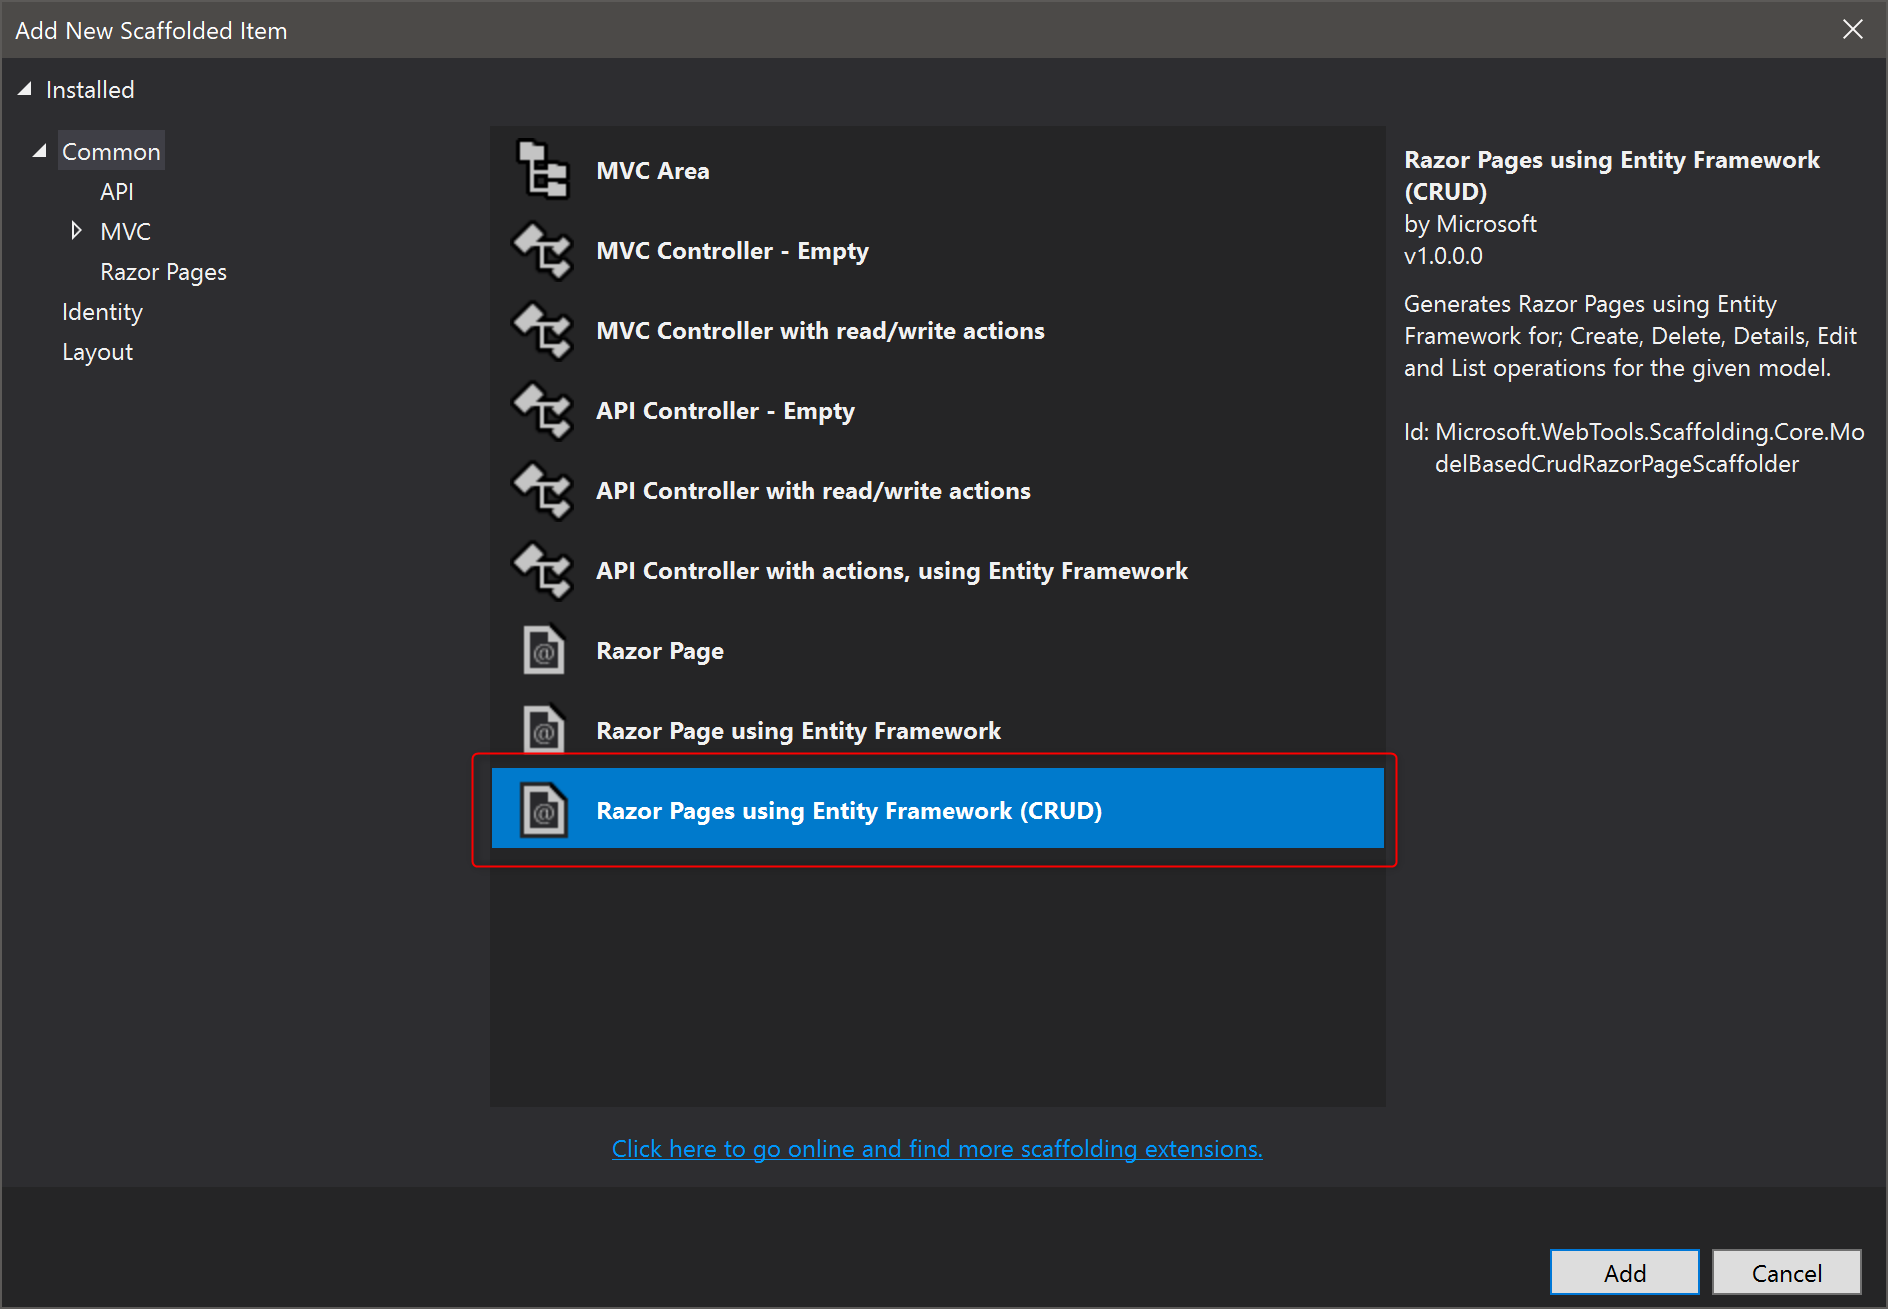 Add New Scaffolded Item
Installed
Common
API
MVC
Razor Pages
Identity
Layout
MVC Area
MVC Controller - Empty
MVC Controller with read/write actions
API Controller - Empty
API Controller with read/write actions
API Controller with actions, using Entity Framework
Razor Page
Razor Page using Entity Framework
Razor Pages using Entity Framework (CRUD)
Click here to go online and find more scaffolding extensions.
Razor Pages using Entity Framework
(CRUD)
by Microsoft
v1.0.0.0
Generates Razor Pages using Entity
Framework for; Create, Delete, Details, Edit
and List operations for the given model.
Id: Microsoft.WebTools.Scaffolding.Core.Mo
delBasedCrudRazorPageScaffolder
Add
Cancel